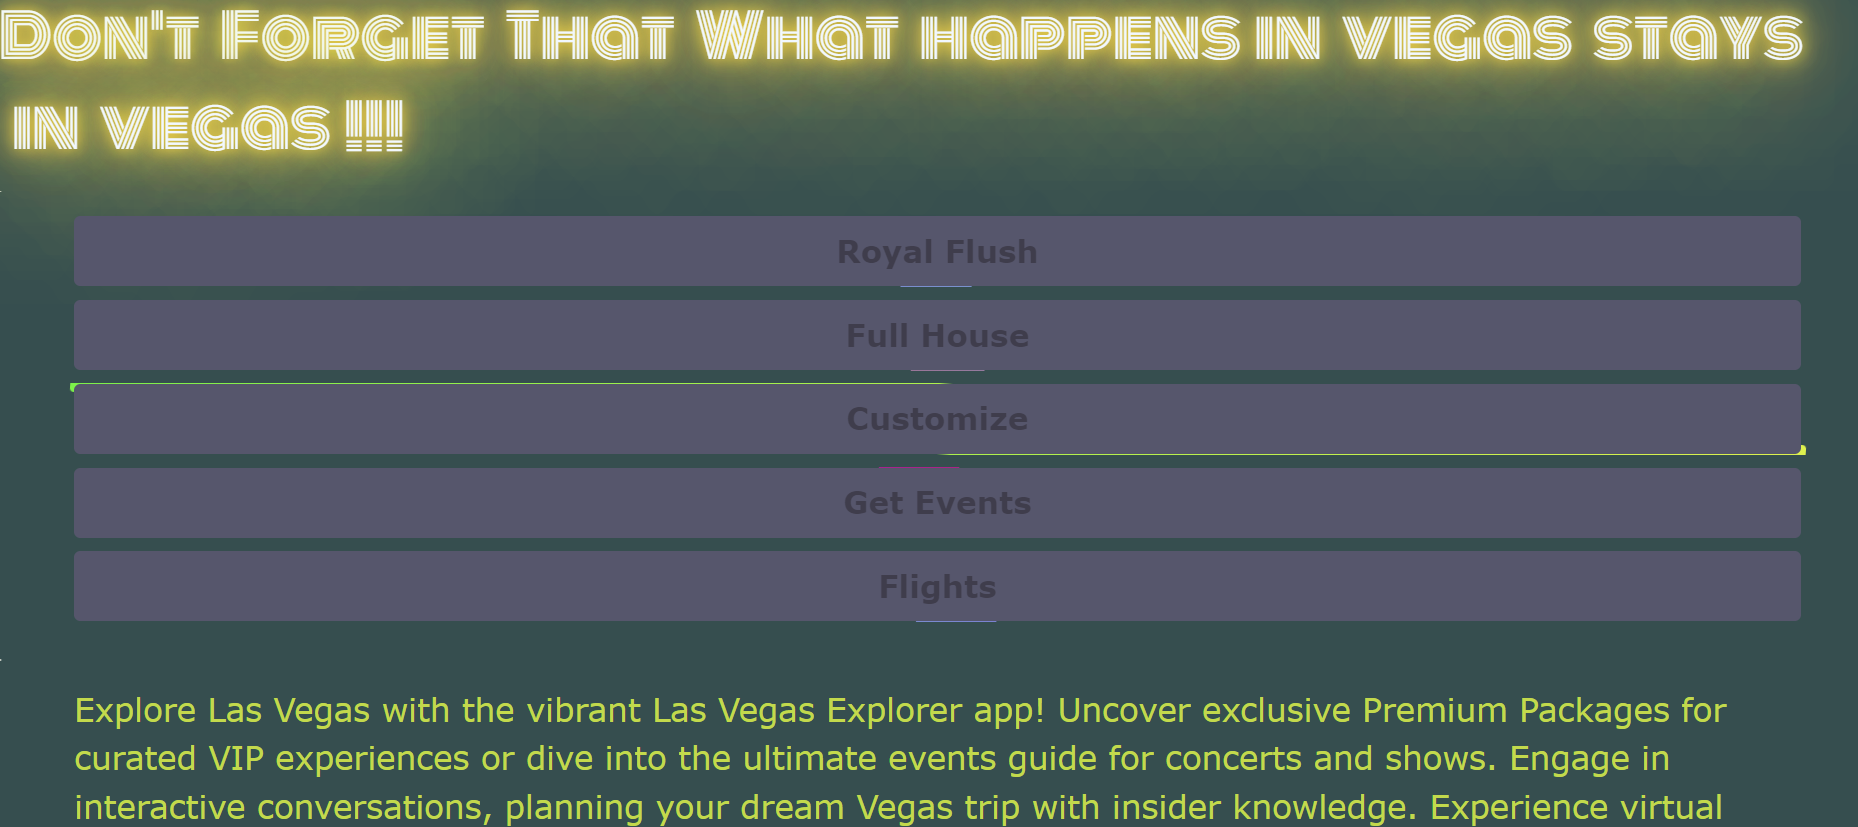 Don't Forget That What happens in vegas stays
in vegas !!!
Royal Flush
Full House
Customize
Get Events
Flights
Explore Las Vegas with the vibrant Las Vegas Explorer app! Uncover exclusive Premium Packages for
curated VIP experiences or dive into the ultimate events guide for concerts and shows. Engage in
interactive conversations, planning your dream Vegas trip with insider knowledge. Experience virtual